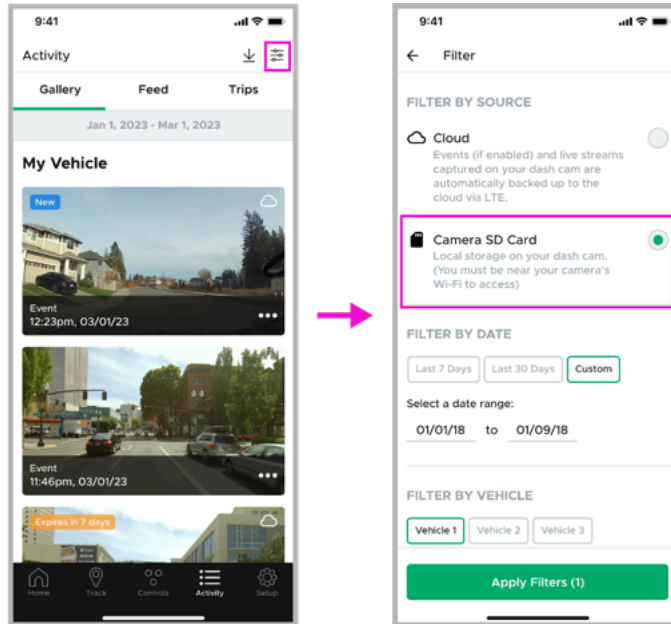 9:41
Activity
Gallery Feed Trips
Jan 1, 2023 - Mar 1, 2023
My Vehicle
New
Event
12:23pm, 03/01/23
Event
11:46pm, 03/01/23
Expires in 7 days
Home Track Controls Activity Setup
9:41
Filter
FILTER BY SOURCE
Cloud
Events (if enabled) and live streams
captured on your dash cam are
automatically backed up to the
cloud via LTE.
Camera SD Card
Local storage on your dash cam.
(You must be near your camera's
Wi-Fi to access)
FILTER BY DATE
Last 7 Days Last 30 Days Custom
Select a date range:
01/01/18 to 01/09/18
FILTER BY VEHICLE
Vehicle 1 Vehicle 2 Vehicle 3
Apply Filters (1)